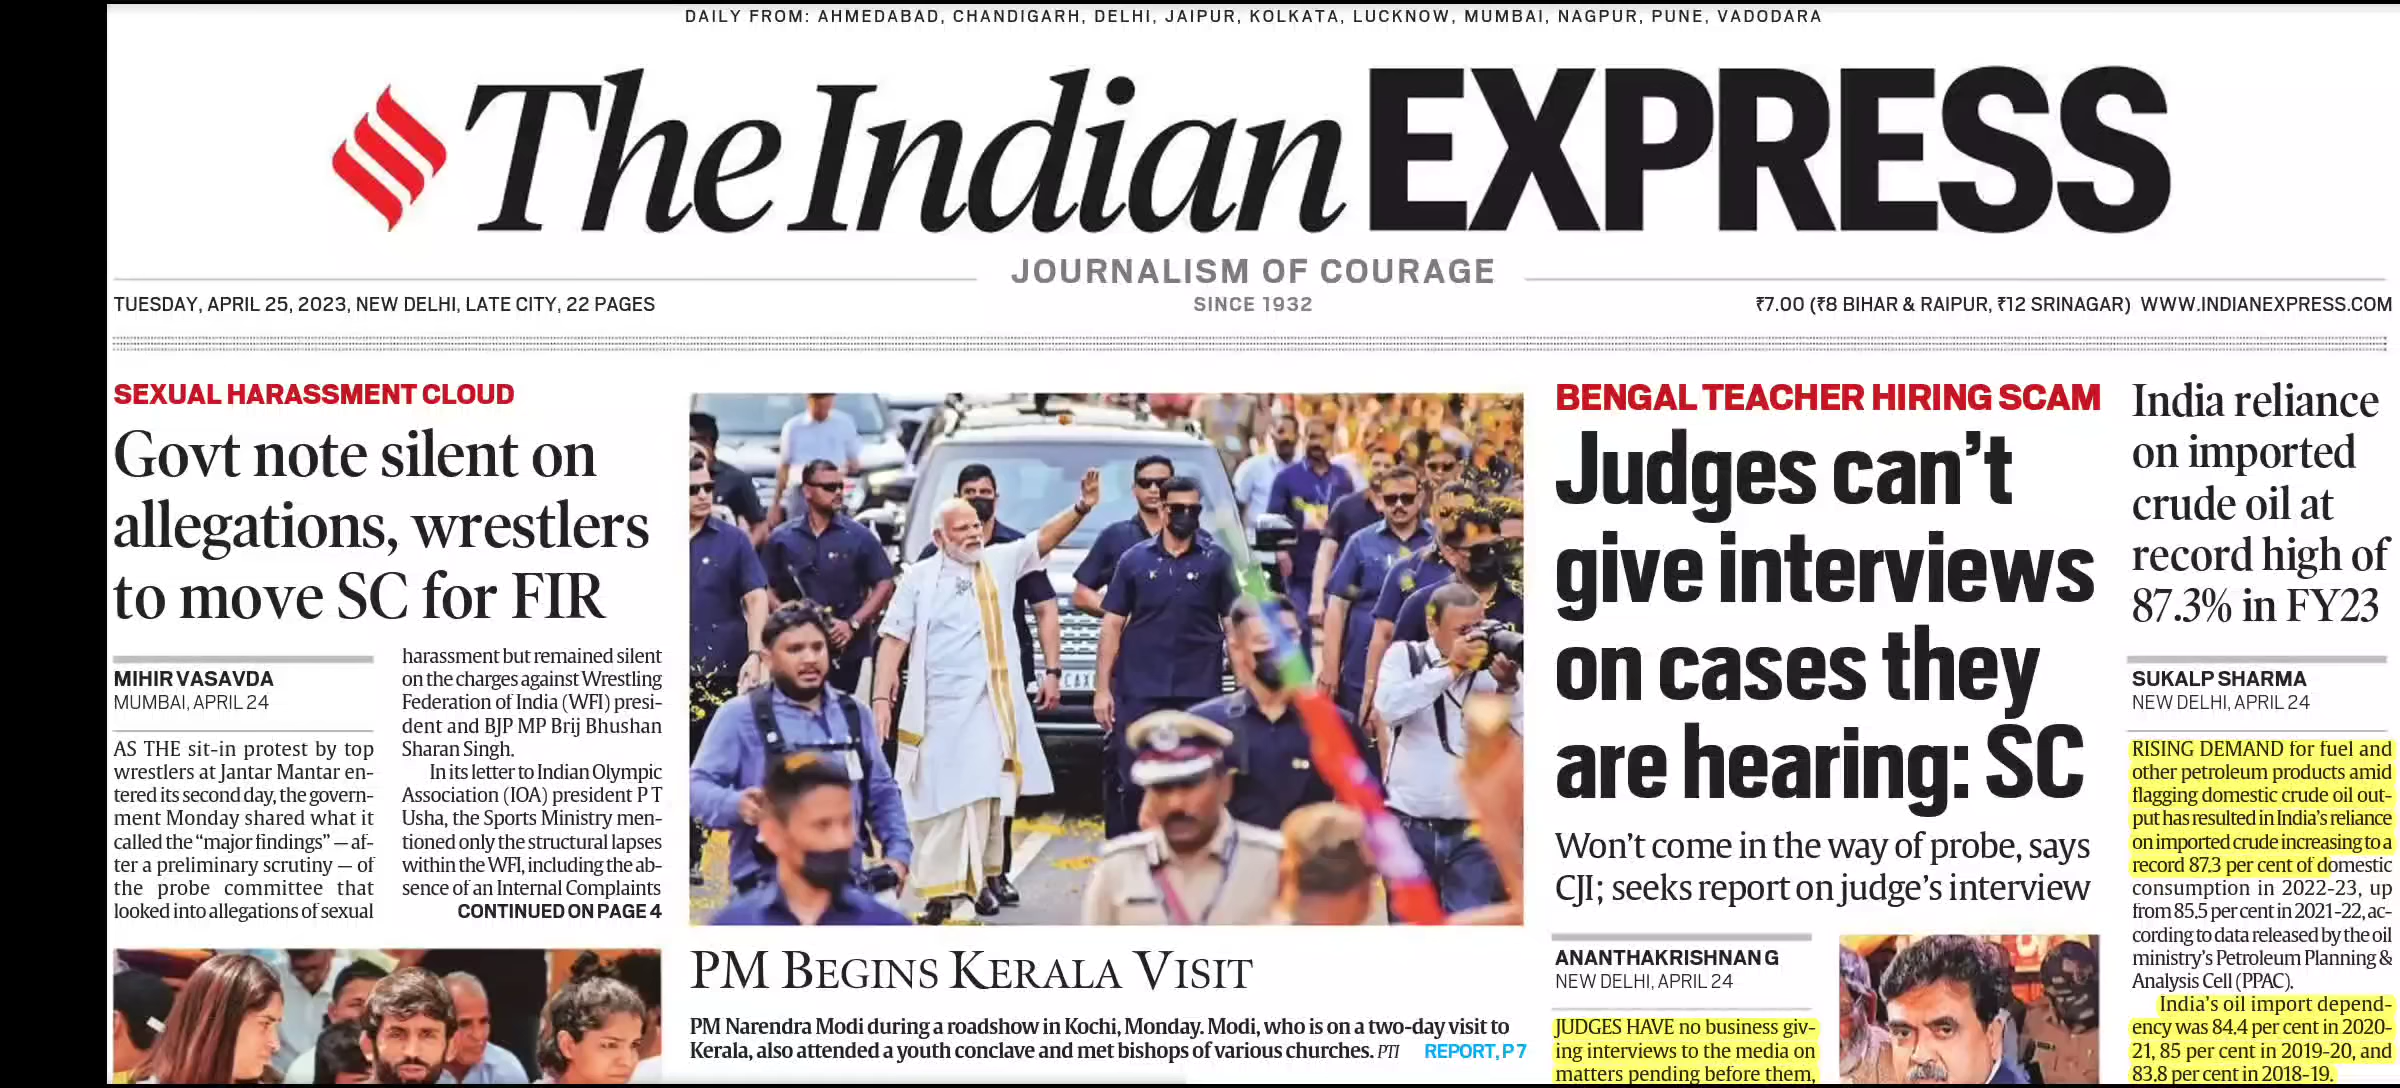 DAILY FROM: AHMEDABAD, CHANDIGARH, DELHI, JAIPUR, KOLKATA, LUCKNOW, MUMBAI, NAGPUR, PUNE, VADODARA
The Indian EXPRESS
JOURNALISM OF COURAGE
SINCE 1932
TUESDAY, APRIL 25, 2023, NEW DELHI, LATE CITY, 22 PAGES
₹7.00 (₹8 BIHAR & RAIPUR, ₹12 SRINAGAR) WWW.INDIANEXPRESS.COM
SEXUAL HARASSMENT CLOUD
Govt note silent on
allegations, wrestlers
to move SC for FIR
MIHIR VASAVDA
MUMBAI, APRIL 24
AS THE sit-in protest by top
wrestlers at Jantar Mantar en-
tered its second day, the govern-
ment Monday shared what it
called the “major findings” — af-
ter a preliminary scrutiny — of
the probe committee that
looked into allegations of sexual
harassment but remained silent
on the charges against Wrestling
Federation of India (WFI) presi-
dent and BJP MP Brij Bhushan
Sharan Singh.
In its letter to Indian Olympic
Association (IOA) president P T
Usha, the Sports Ministry men-
tioned only the structural lapses
within the WFI, including the ab-
sence of an Internal Complaints
CONTINUED ON PAGE 4
PM BEGINS KERALA VISIT
PM Narendra Modi during a roadshow in Kochi, Monday. Modi, who is on a two-day visit to
Kerala, also attended a youth conclave and met bishops of various churches. PTI REPORT, P 7
BENGAL TEACHER HIRING SCAM
Judges can’t
give interviews
on cases they
are hearing: SC
Won’t come in the way of probe, says
CJI; seeks report on judge’s interview
ANANTHAKRISHNAN G
NEW DELHI, APRIL 24
JUDGES HAVE no business giv-
ing interviews to the media on
matters pending before them,
India reliance
on imported
crude oil at
record high of
87.3% in FY23
SUKALP SHARMA
NEW DELHI, APRIL 24
RISING DEMAND for fuel and
other petroleum products amid
flagging domestic crude oil out-
put has resulted in India’s reliance
on imported crude increasing to a
record 87.3 per cent of domestic
consumption in 2022-23, up
from 85.5 per cent in 2021-22, ac-
cording to data released by the oil
ministry’s Petroleum Planning &
Analysis Cell (PPAC).
India’s oil import depend-
ency was 84.4 per cent in 2020-
21, 85 per cent in 2019-20, and
83.8 per cent in 2018-19.